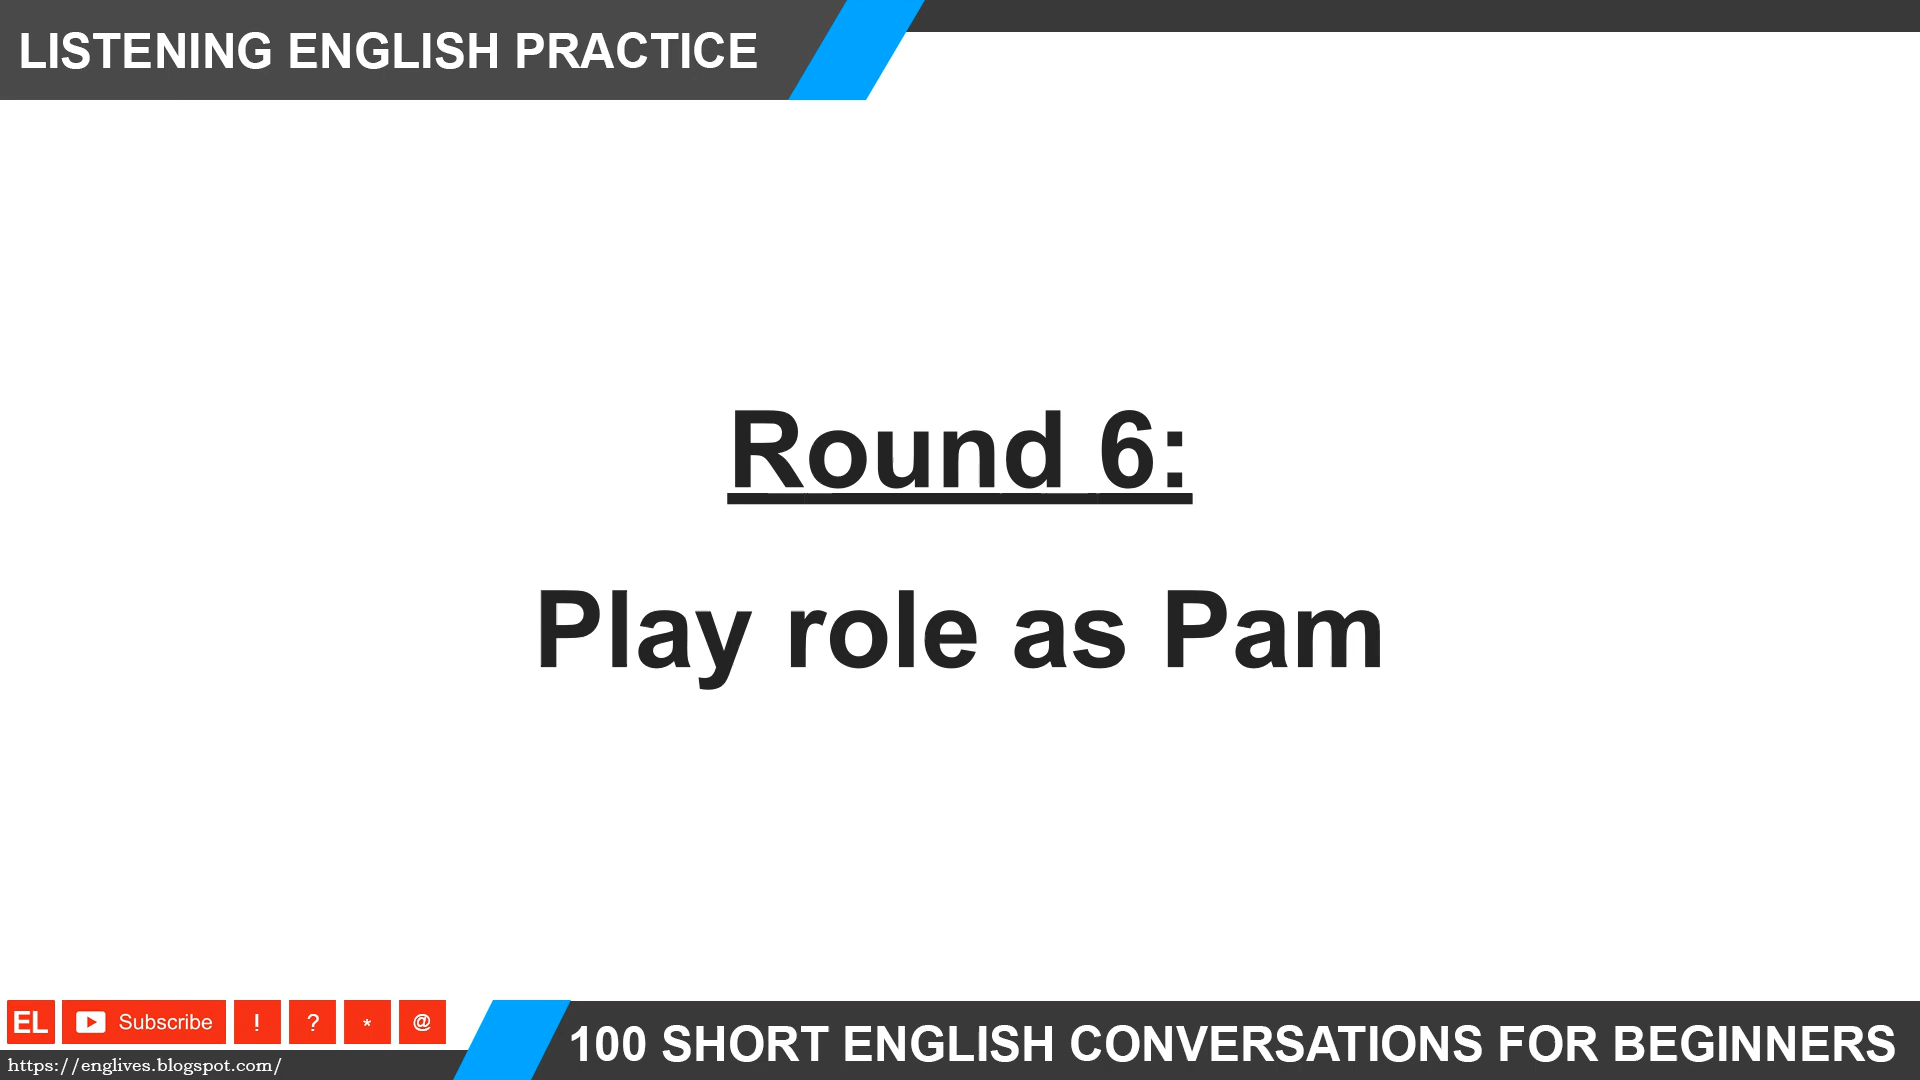 LISTENING ENGLISH PRACTICE
Round 6:
Play role as Pam
EL Subscribe ! ? * @
https://englives.blogspot.com/
100 SHORT ENGLISH CONVERSATIONS FOR BEGINNERS